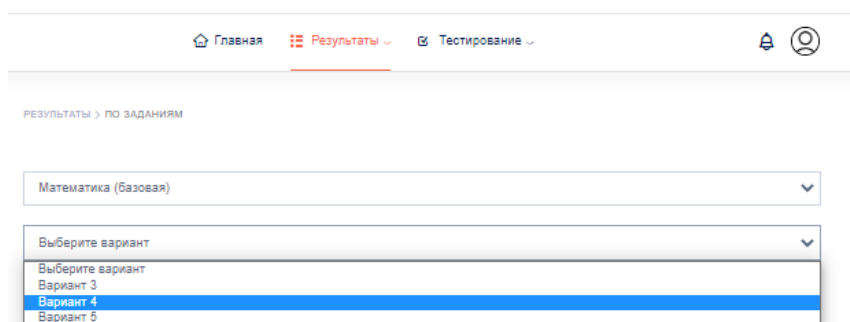 Главная Результаты Тестирование
РЕЗУЛЬТАТЫ > ПО ЗАДАНИЯМ
Математика (базовая)
Выберите вариант
Выберите вариант
Вариант 3
Вариант 4
Вариант 5